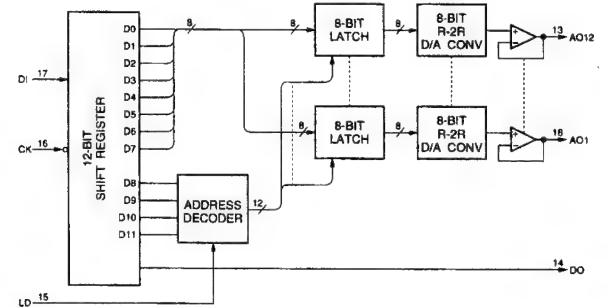 12-BIT
SHIFT REGISTER
DI 17
CK 16
LD 15
D0
D1
D2
D3
D4
D5
D6
D7
D8
D9
D10
D11
8
ADDRESS
DECODER
12
8
8-BIT
LATCH
8
8-BIT
R-2R
D/A CONV
13 AO12
8
8-BIT
LATCH
8
8-BIT
R-2R
D/A CONV
18 AO1
14 DO